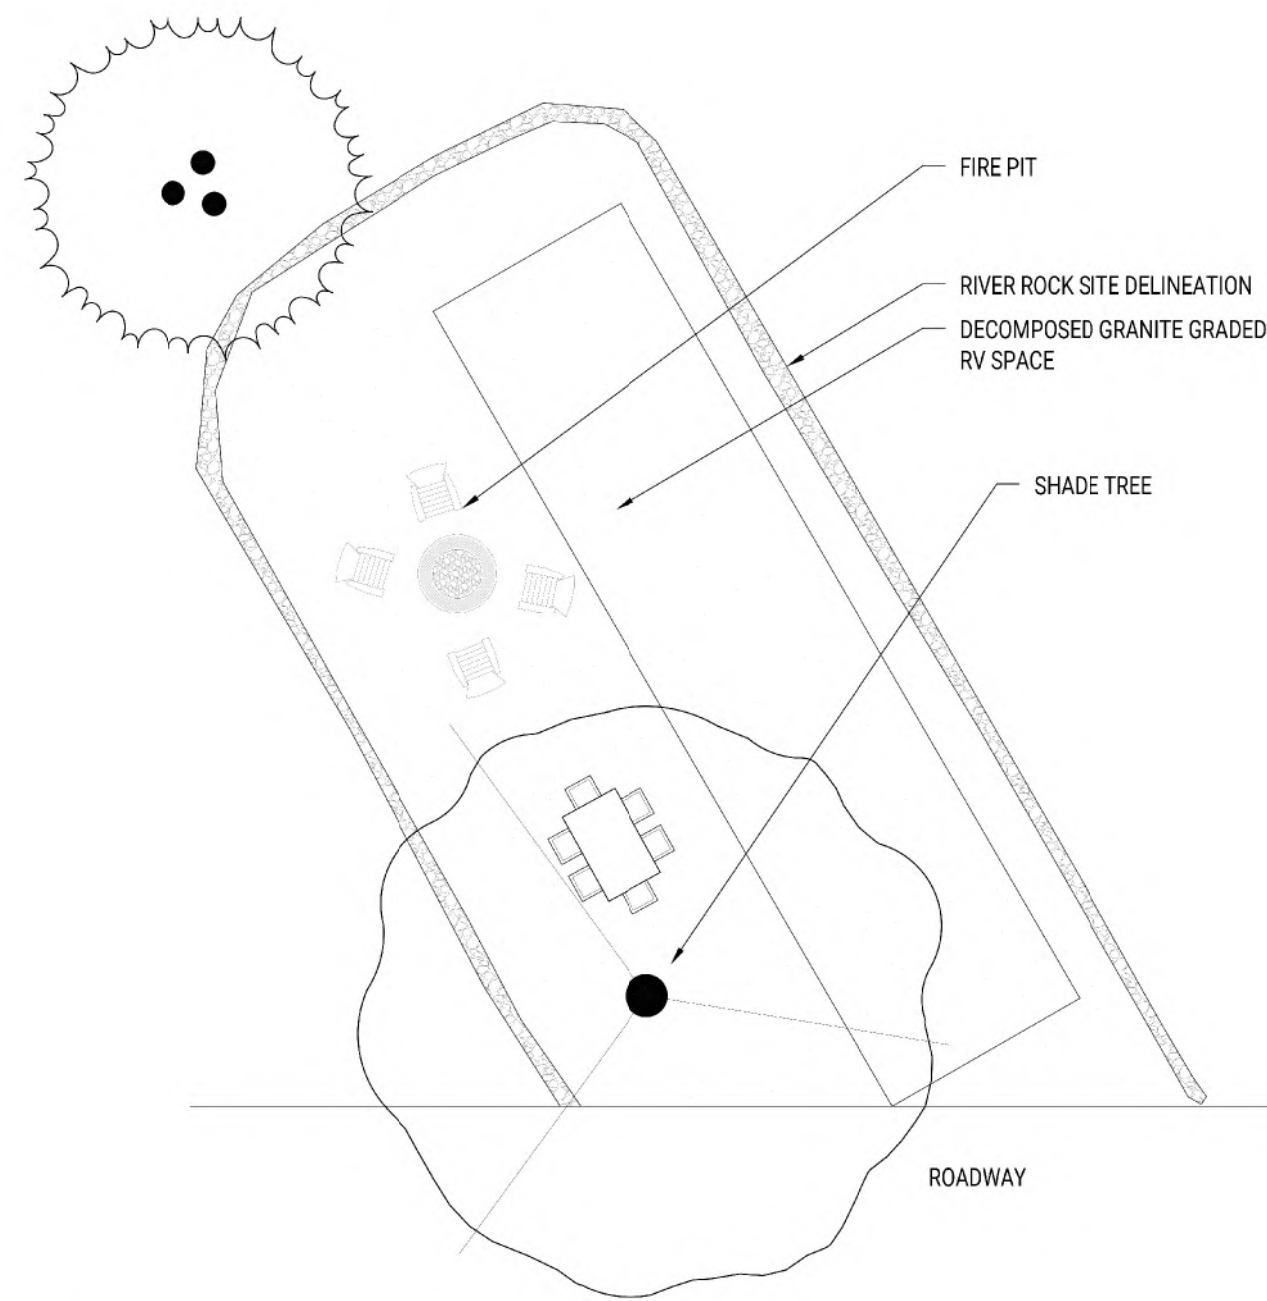 FIRE PIT
RIVER ROCK SITE DELINEATION
DECOMPOSED GRANITE GRADED
RV SPACE
SHADE TREE
ROADWAY